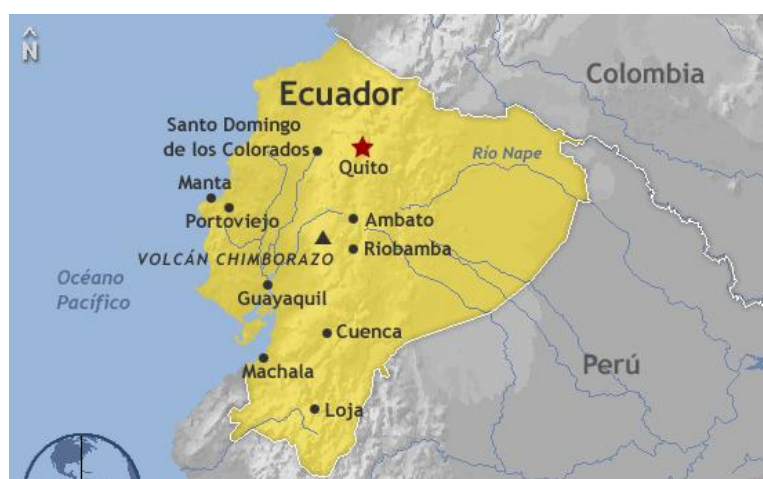 N
Colombia
Ecuador
Santo Domingo
de los Colorados
Quito
Río Nape
Manta
Portoviejo
Ambato
VOLCÁN CHIMBORAZO
Riobamba
Océano
Pacífico
Guayaquil
Cuenca
Machala
Perú
Loja